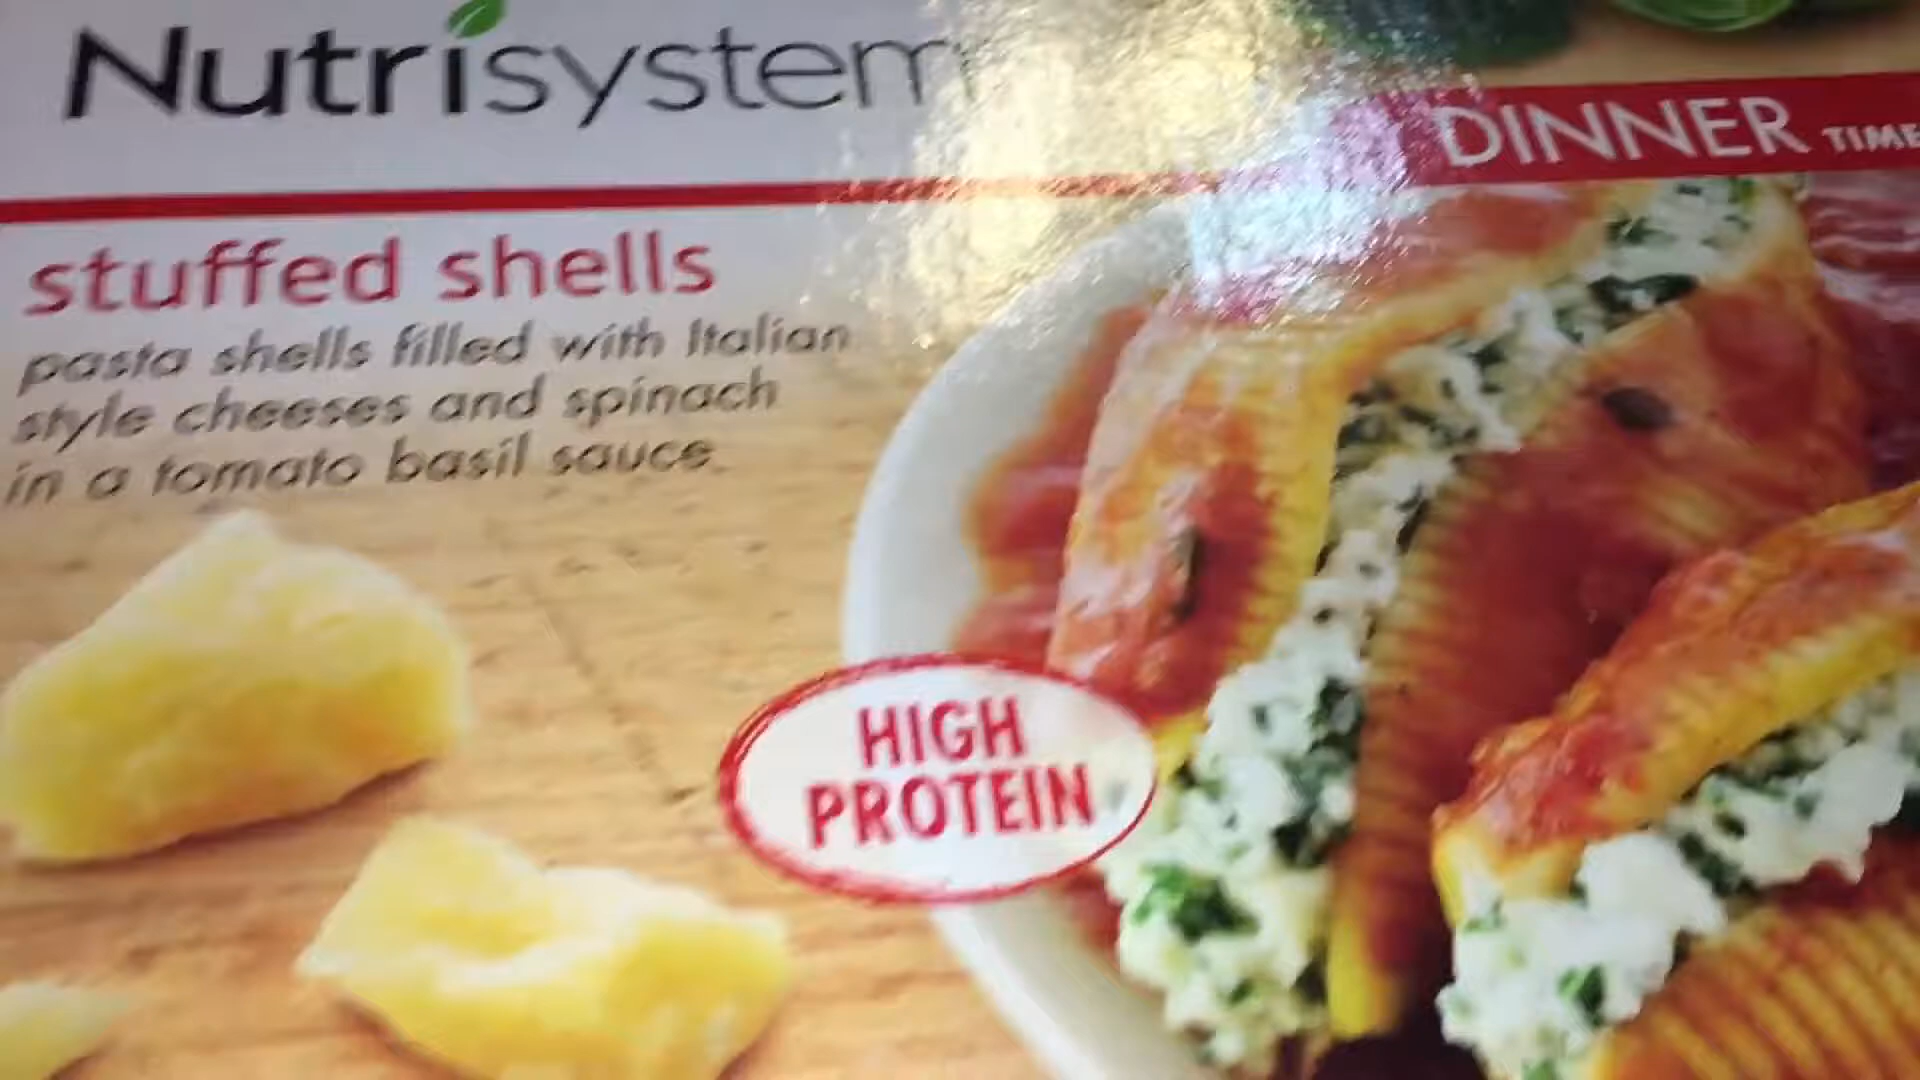 Nutrisystem
DINNER TIME
stuffed shells
pasta shells filled with Italian
style cheeses and spinach
in a tomato basil sauce.
HIGH
PROTEIN